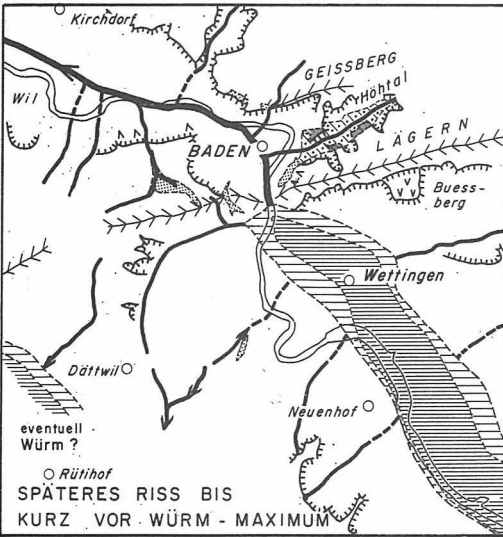 Kirchdorf
GEISSBERG
Höhtal
Wil
BADEN
LÄGERN
Buess-
berg
Wettingen
Dättwil
Neuenhof
eventuell
Würm ?
Rütihof
SPÄTERES RISS BIS
KURZ VOR WÜRM - MAXIMUM